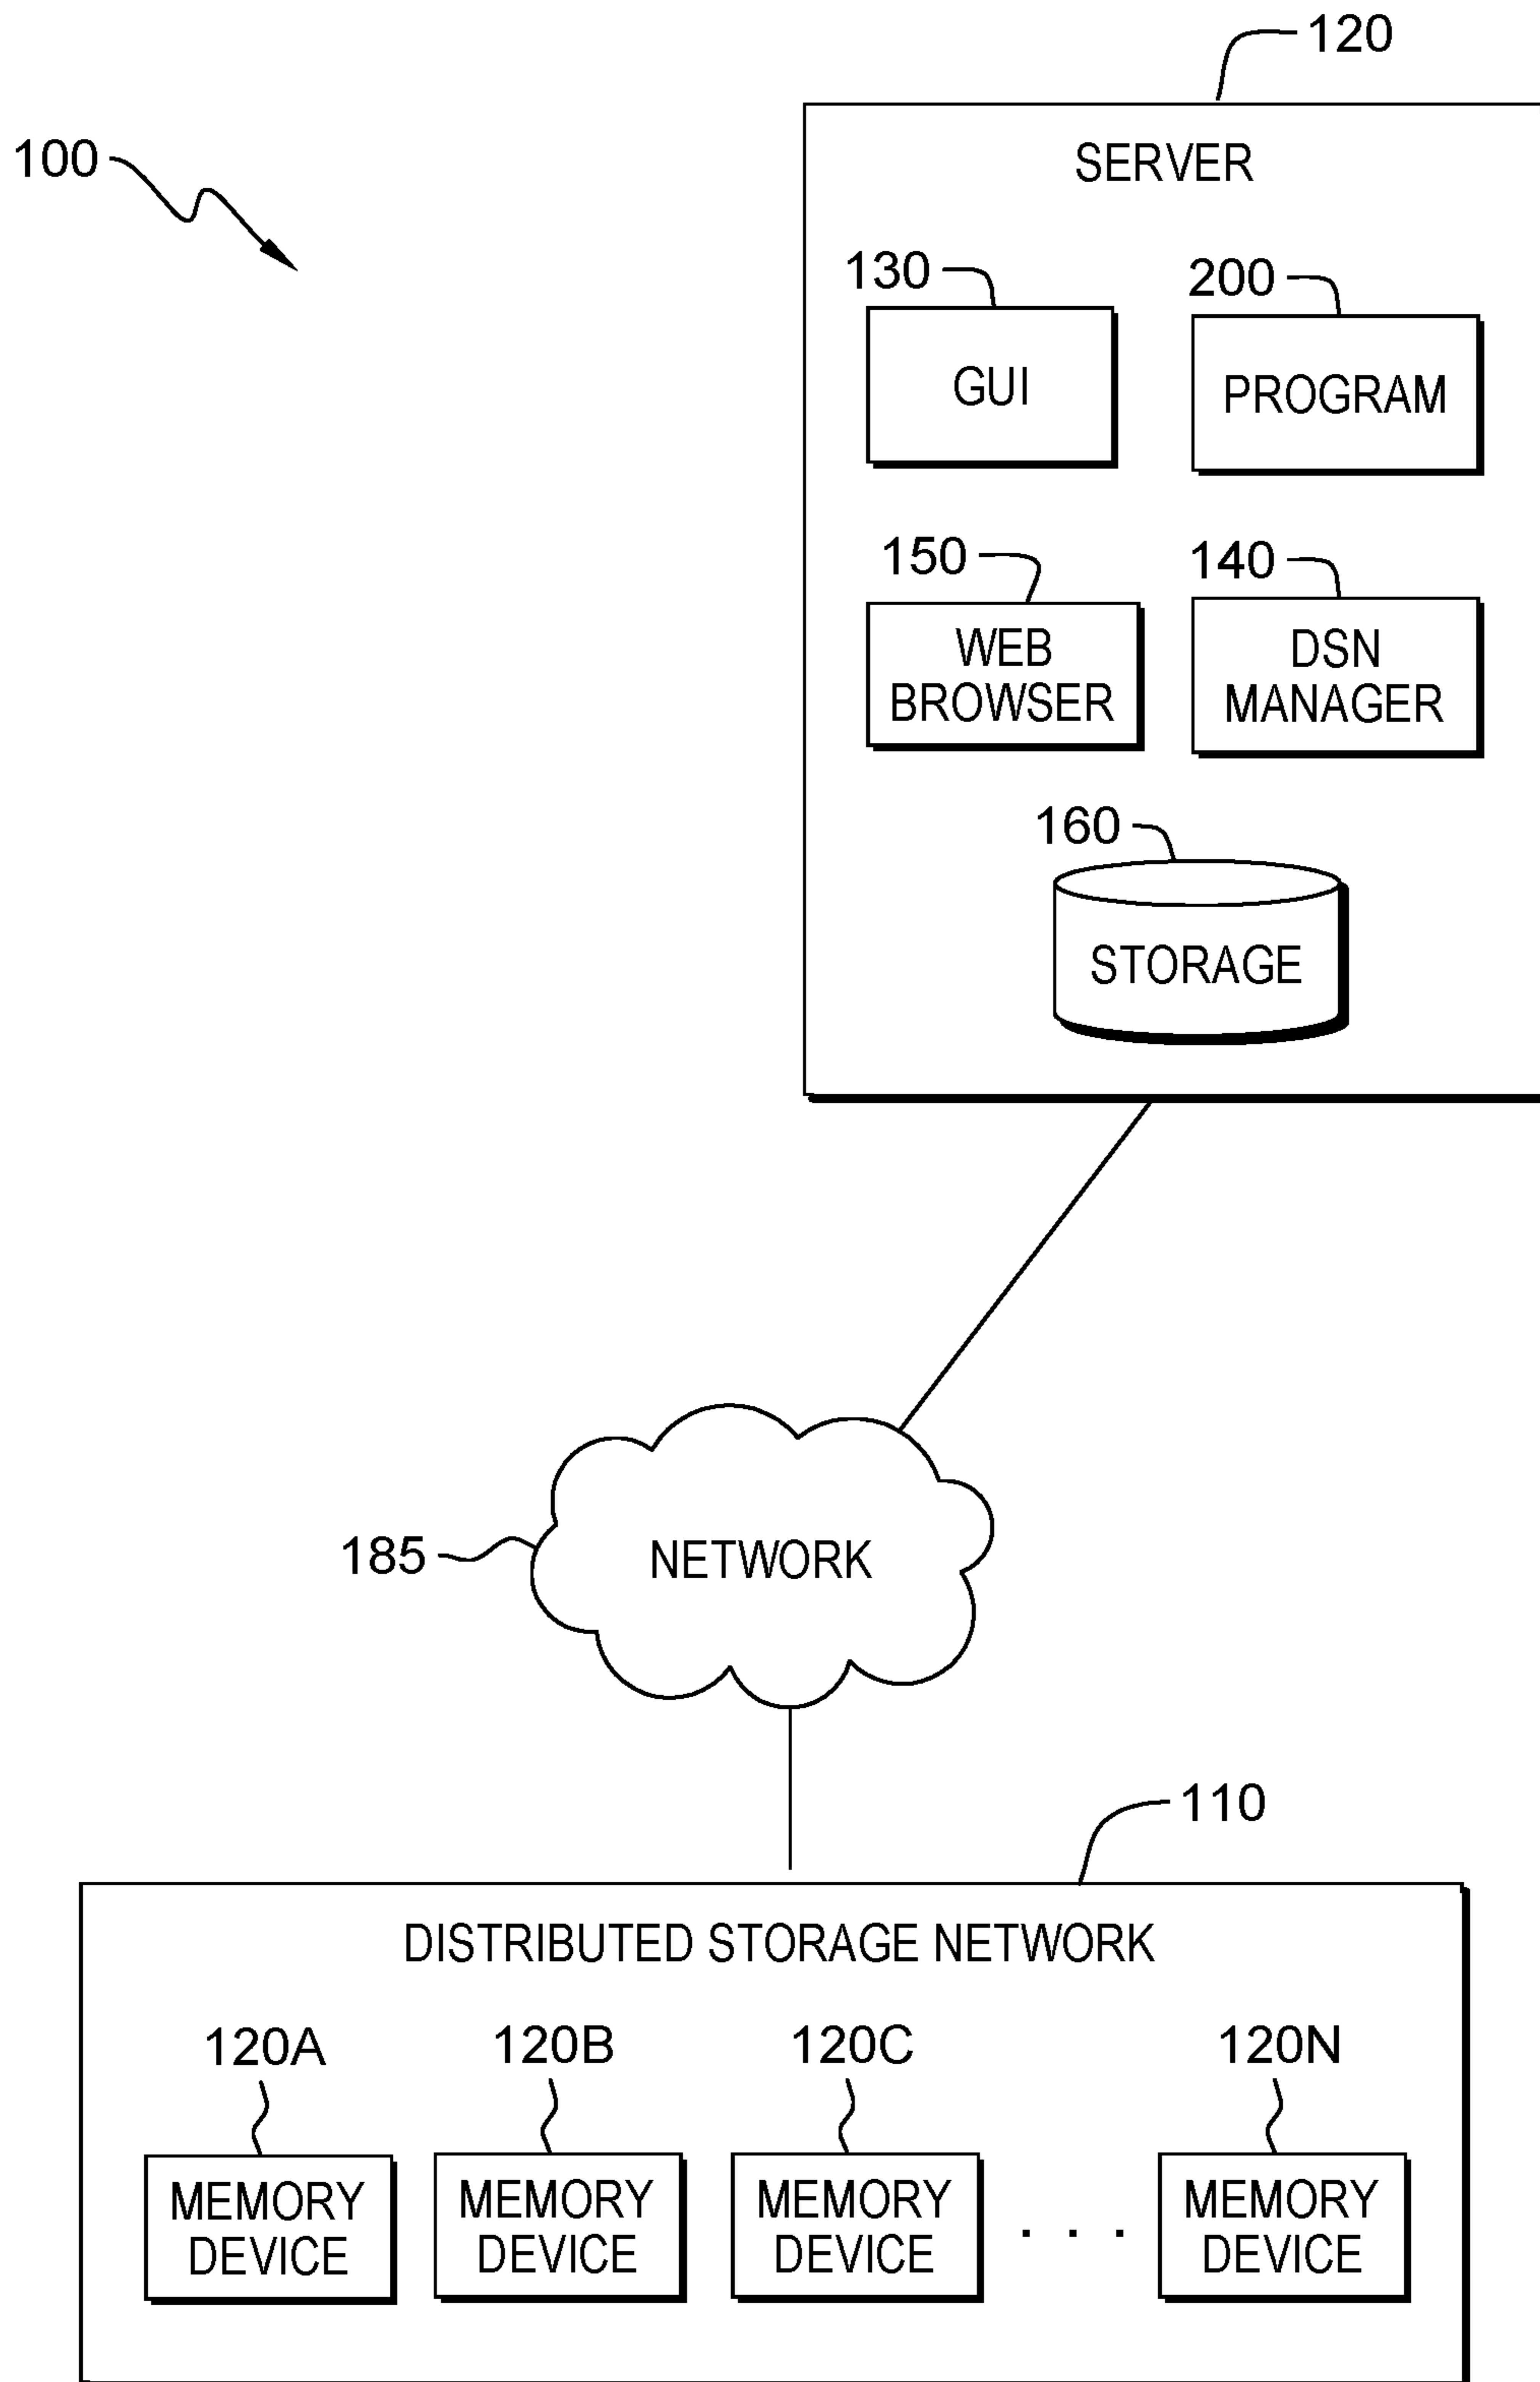 120
100
SERVER
130
200
GUI
PROGRAM
150
140
WEB
BROWSER
DSN
MANAGER
160
STORAGE
185
NETWORK
110
DISTRIBUTED STORAGE NETWORK
120A
120B
120C
120N
MEMORY
DEVICE
MEMORY
DEVICE
MEMORY
DEVICE
. . .
MEMORY
DEVICE